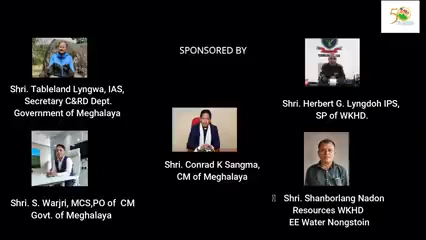 SPONSORED BY
Shri. Tableland Lyngwa, IAS,
Secretary C&RD Dept.
Government of Meghalaya
Shri. Herbert G. Lyngdoh IPS,
SP of WKHD.
Shri. Conrad K Sangma,
CM of Meghalaya
Shri. S. Warjri, MCS,PO of CM
Govt. of Meghalaya
Shri. Shanborlang Nadon
Resources WKHD
EE Water Nongstoin